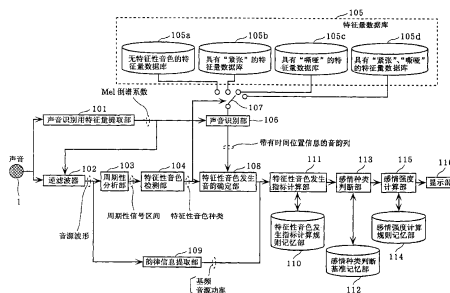 105
特征量数据库
105a
105b
105c
105d
无特征性音色的特征量数据库
具有“紧张”的特征量数据库
具有“嘶哑”的特征量数据库
具有“紧张”、“嘶哑”的特征量数据库
Mel 倒谱系数
107
101
声音识别用特征量提取部
声音识别部
106
带有时间位置信息的音韵列
声音
1
102
逆滤波器
103
周期性分析部
104
特征性音色检测部
108
特征性音色发生音韵确定部
111
特征性音色发生指标计算部
113
感情种类判断部
115
感情强度计算部
116
显示部
音源波形
周期性信号区间
特征性音色种类
109
韵律信息提取部
基频
音源功率
特征性音色发生指标计算规则记忆部
110
感情种类判断基准记忆部
112
感情强度计算规则记忆部
114